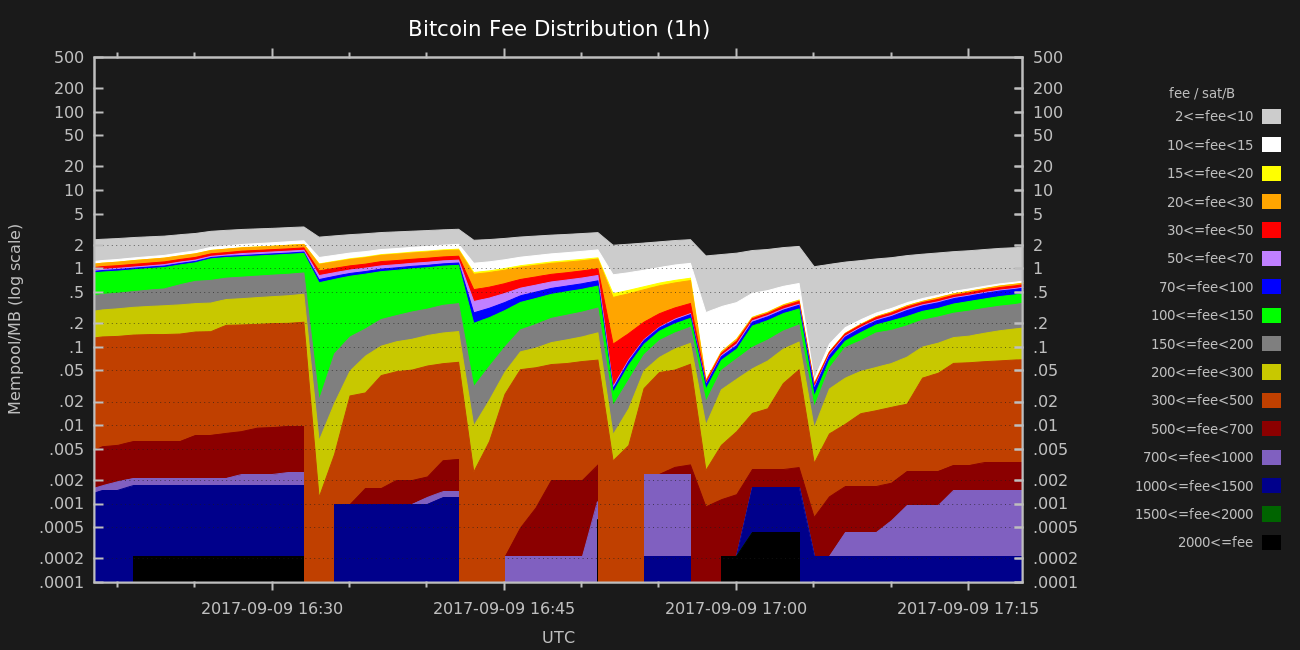 Bitcoin Fee Distribution (1h)
500
200
100
50
20
10
5
2
1
.5
.2
.1
.05
.02
.01
.005
.002
.001
.0005
.0002
.0001
Mempool/MB (log scale)
500
200
100
50
20
10
5
2
1
.5
.2
.1
.05
.02
.01
.005
.002
.001
.0005
.0002
.0001
2017-09-09 16:30 2017-09-09 16:45 2017-09-09 17:00 2017-09-09 17:15
UTC
fee / sat/B
2<=fee<10
10<=fee<15
15<=fee<20
20<=fee<30
30<=fee<50
50<=fee<70
70<=fee<100
100<=fee<150
150<=fee<200
200<=fee<300
300<=fee<500
500<=fee<700
700<=fee<1000
1000<=fee<1500
1500<=fee<2000
2000<=fee